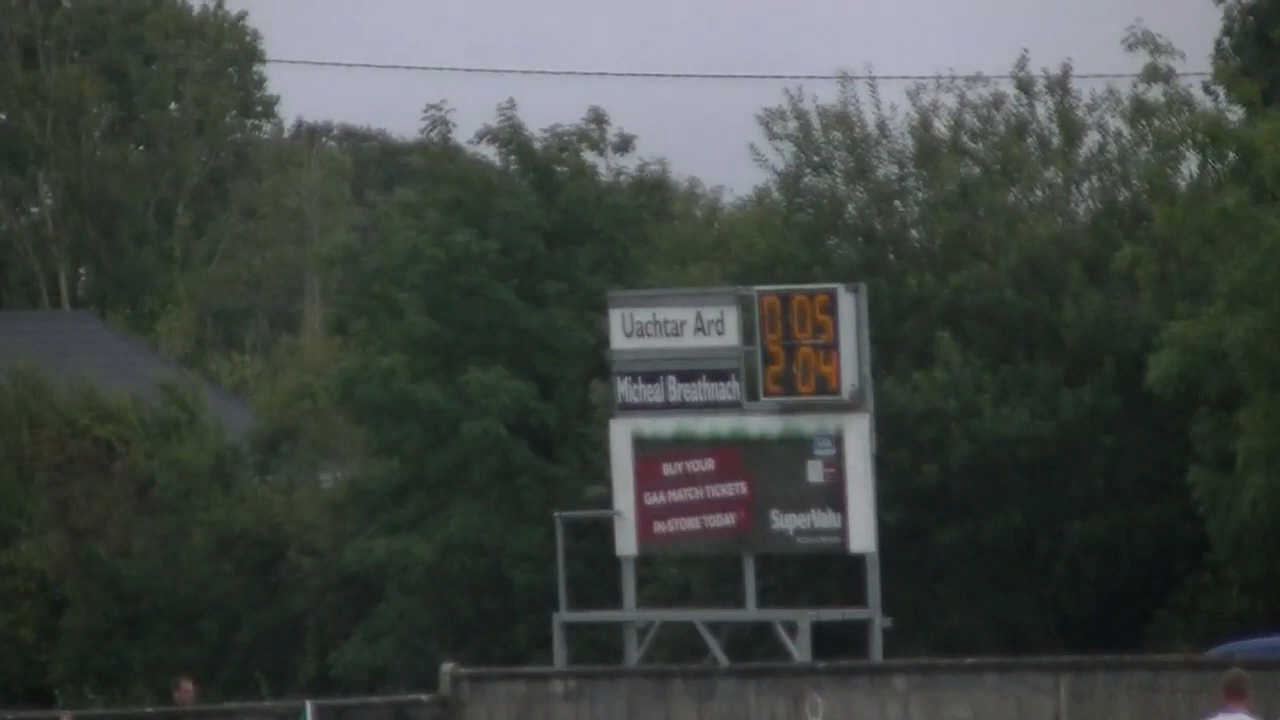 Uachtar Ard
0 05
Micheal Breathnach
2 04
BUY YOUR
GAA MATCH TICKETS
IN-STORE TODAY
SuperValu